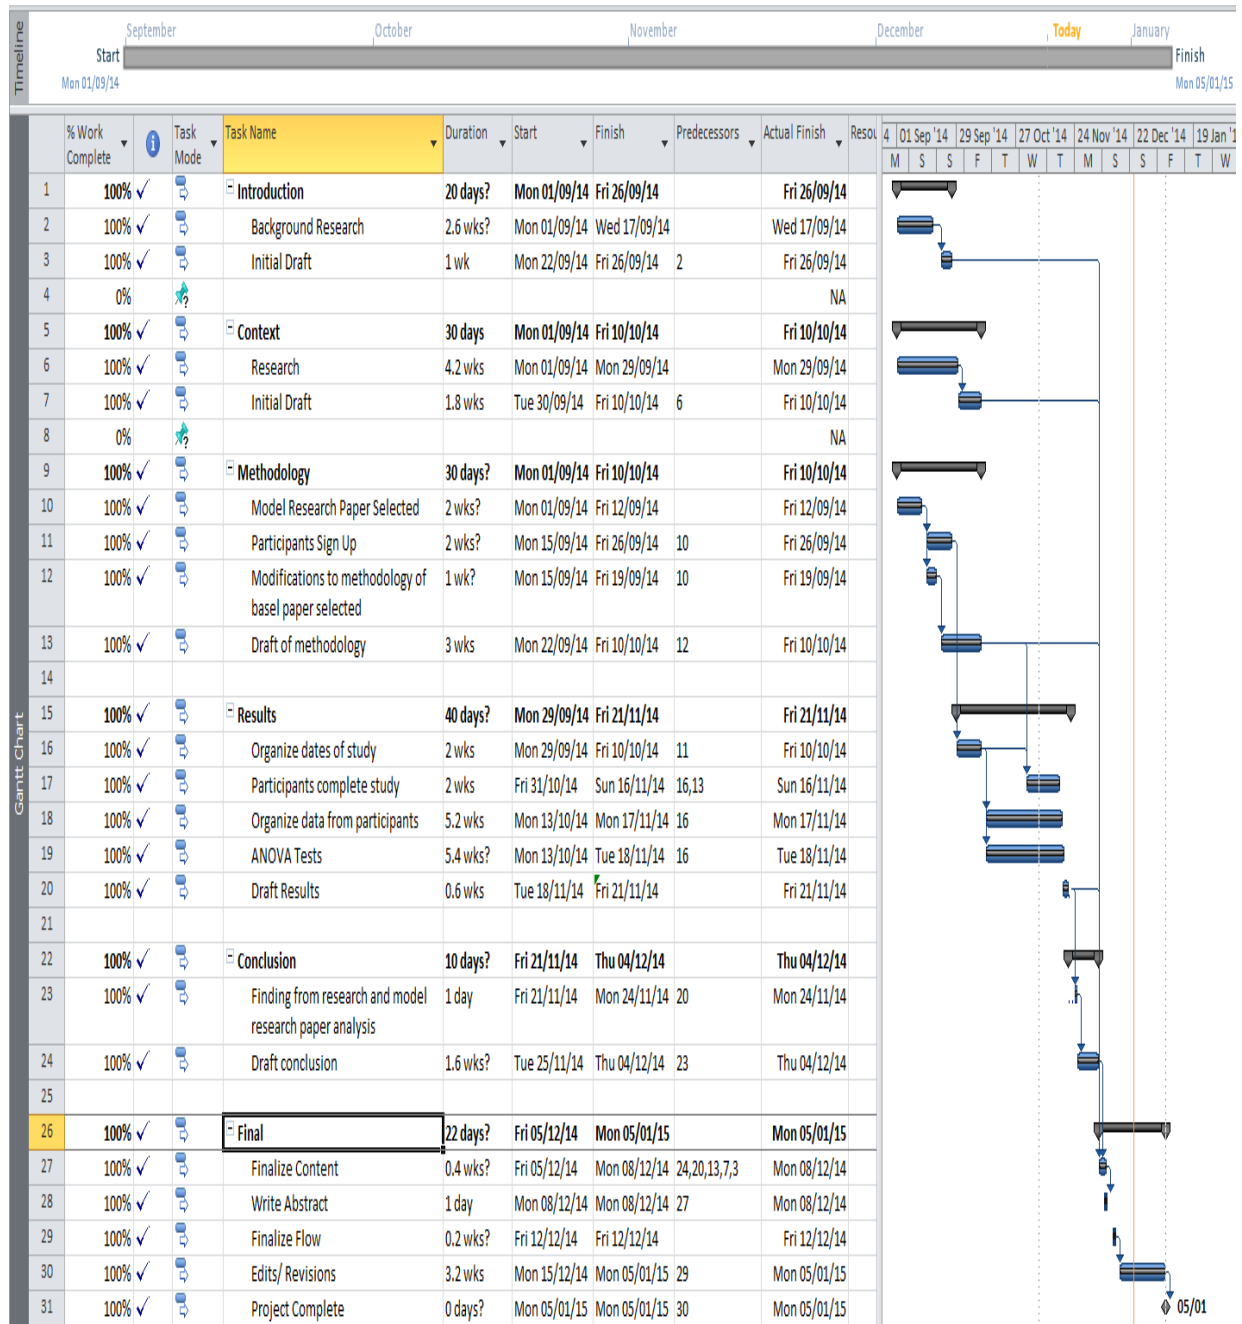 Timeline
September October November December Today January
Start Finish
Mon 01/09/14 Mon 05/01/15
Gantt Chart
% Work Complete Task Mode Task Name Duration Start Finish Predecessors Actual Finish Resou 4 01 Sep '14 29 Sep '14 27 Oct '14 24 Nov '14 22 Dec '14 19 Jan '1
M S S F T W T M S S F T W
1 100% Introduction 20 days? Mon 01/09/14 Fri 26/09/14 Fri 26/09/14
2 100% Background Research 2.6 wks? Mon 01/09/14 Wed 17/09/14 Wed 17/09/14
3 100% Initial Draft 1 wk Mon 22/09/14 Fri 26/09/14 2 Fri 26/09/14
4 0% ? NA
5 100% Context 30 days Mon 01/09/14 Fri 10/10/14 Fri 10/10/14
6 100% Research 4.2 wks Mon 01/09/14 Mon 29/09/14 Mon 29/09/14
7 100% Initial Draft 1.8 wks Tue 30/09/14 Fri 10/10/14 6 Fri 10/10/14
8 0% ? NA
9 100% Methodology 30 days? Mon 01/09/14 Fri 10/10/14 Fri 10/10/14
10 100% Model Research Paper Selected 2 wks? Mon 01/09/14 Fri 12/09/14 Fri 12/09/14
11 100% Participants Sign Up 2 wks? Mon 15/09/14 Fri 26/09/14 10 Fri 26/09/14
12 100% Modifications to methodology of 1 wk? Mon 15/09/14 Fri 19/09/14 10 Fri 19/09/14
basel paper selected
13 100% Draft of methodology 3 wks Mon 22/09/14 Fri 10/10/14 12 Fri 10/10/14
14
15 100% Results 40 days? Mon 29/09/14 Fri 21/11/14 Fri 21/11/14
16 100% Organize dates of study 2 wks Mon 29/09/14 Fri 10/10/14 11 Fri 10/10/14
17 100% Participants complete study 2 wks Fri 31/10/14 Sun 16/11/14 16,13 Sun 16/11/14
18 100% Organize data from participants 5.2 wks Mon 13/10/14 Mon 17/11/14 16 Mon 17/11/14
19 100% ANOVA Tests 5.4 wks? Mon 13/10/14 Tue 18/11/14 16 Tue 18/11/14
20 100% Draft Results 0.6 wks Tue 18/11/14 Fri 21/11/14 Fri 21/11/14
21
22 100% Conclusion 10 days? Fri 21/11/14 Thu 04/12/14 Thu 04/12/14
23 100% Finding from research and model 1 day Fri 21/11/14 Mon 24/11/14 20 Mon 24/11/14
research paper analysis
24 100% Draft conclusion 1.6 wks? Tue 25/11/14 Thu 04/12/14 23 Thu 04/12/14
25
26 100% Final 22 days? Fri 05/12/14 Mon 05/01/15 Mon 05/01/15
27 100% Finalize Content 0.4 wks? Fri 05/12/14 Mon 08/12/14 24,20,13,7,3 Mon 08/12/14
28 100% Write Abstract 1 day Mon 08/12/14 Mon 08/12/14 27 Mon 08/12/14
29 100% Finalize Flow 0.2 wks? Fri 12/12/14 Fri 12/12/14 Fri 12/12/14
30 100% Edits/ Revisions 3.2 wks Mon 15/12/14 Mon 05/01/15 29 Mon 05/01/15
31 100% Project Complete 0 days? Mon 05/01/15 Mon 05/01/15 30 Mon 05/01/15 05/01